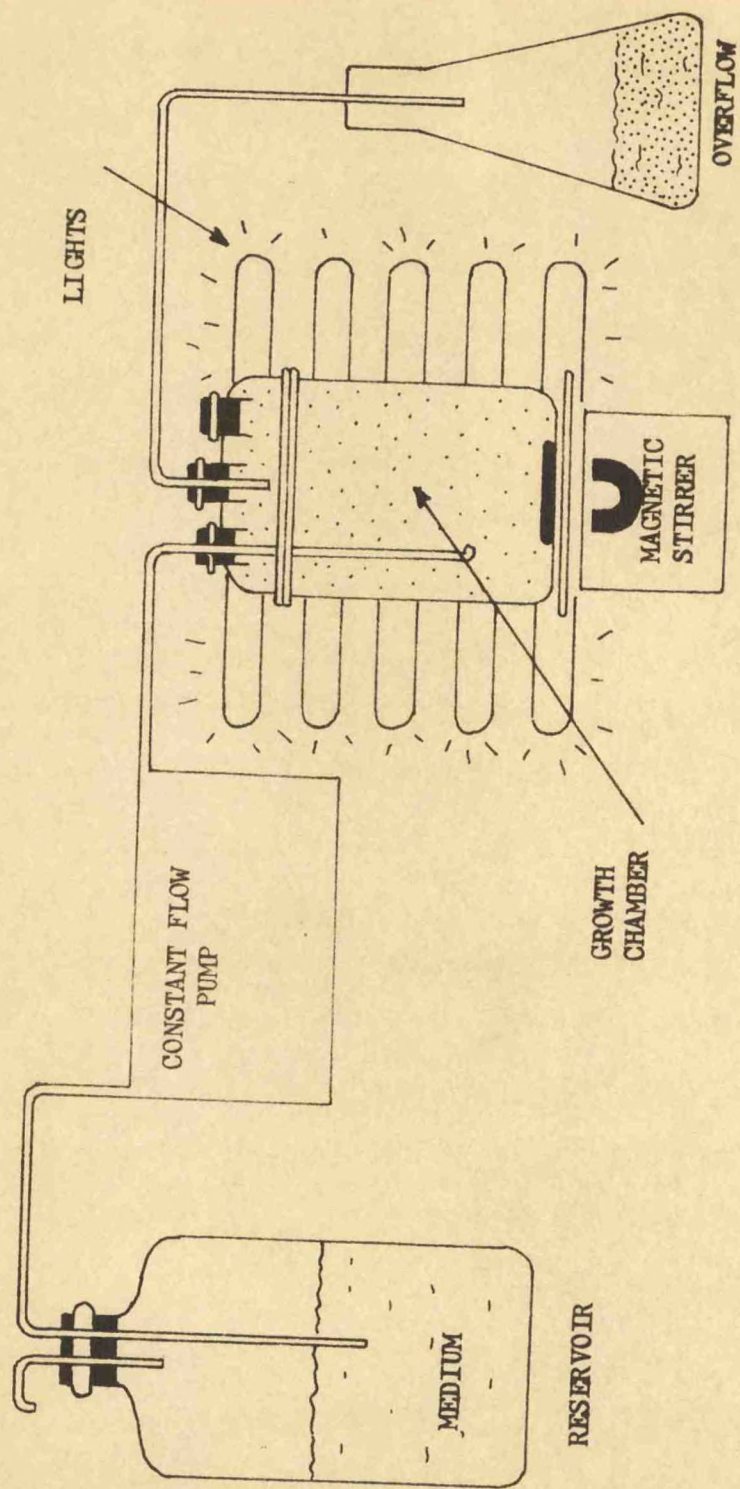 LIGHTS
CONSTANT FLOW
PUMP
MEDIUM
RESERVOIR
GROWTH
CHAMBER
MAGNETIC
STIRRER
OVERFLOW